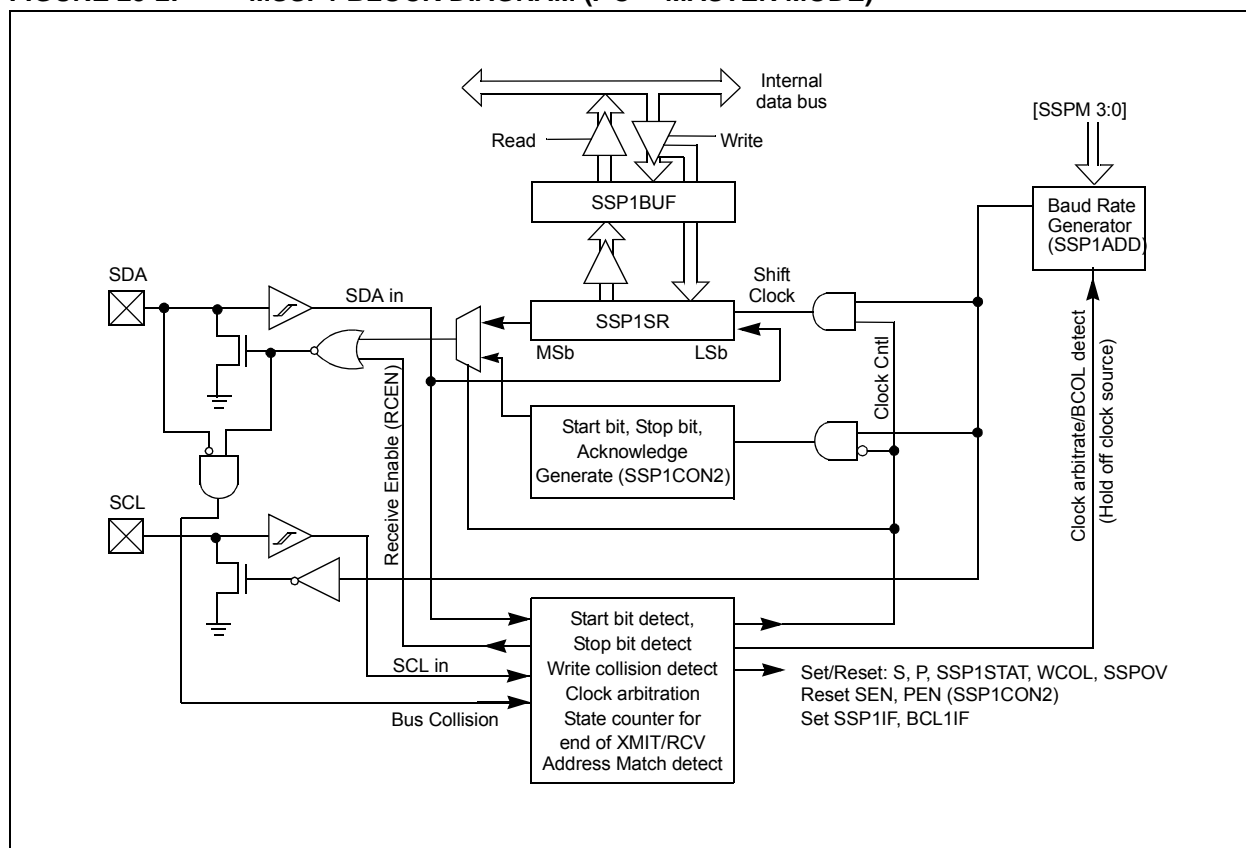 Internal
data bus
[SSPM 3:0]
Read
Write
SSP1BUF
Baud Rate
Generator
(SSP1ADD)
SDA
SDA in
Shift
Clock
SSP1SR
MSb
LSb
Start bit, Stop bit,
Acknowledge
Generate (SSP1CON2)
Clock Cntl
Receive Enable (RCEN)
Clock arbitrate/BCOL detect
(Hold off clock source)
SCL
SCL in
Bus Collision
Start bit detect,
Stop bit detect
Write collision detect
Clock arbitration
State counter for
end of XMIT/RCV
Address Match detect
Set/Reset: S, P, SSP1STAT, WCOL, SSPOV
Reset SEN, PEN (SSP1CON2)
Set SSP1IF, BCL1IF